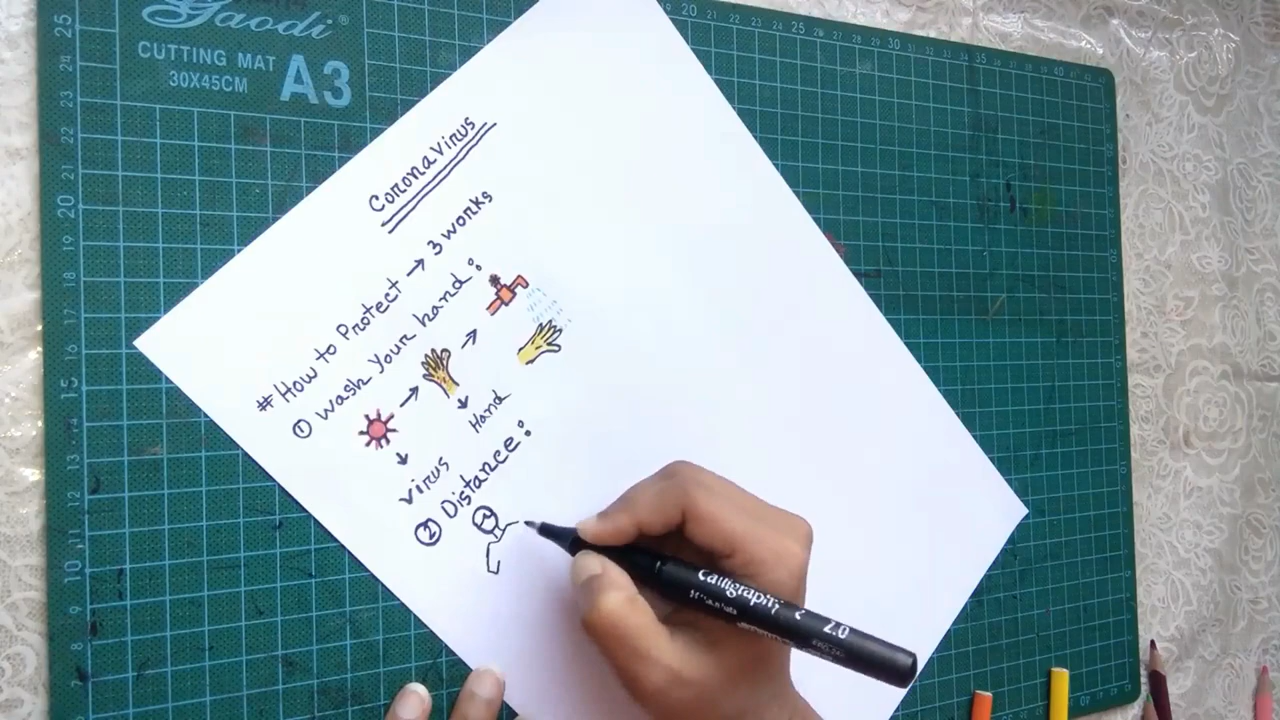 Gaodi®
CUTTING MAT
30X45CM
A3
Coronavirus
# How to Protect → 3 works
① wash your hand:
Hand
virus
② Distance:
Calligraphy 2.0